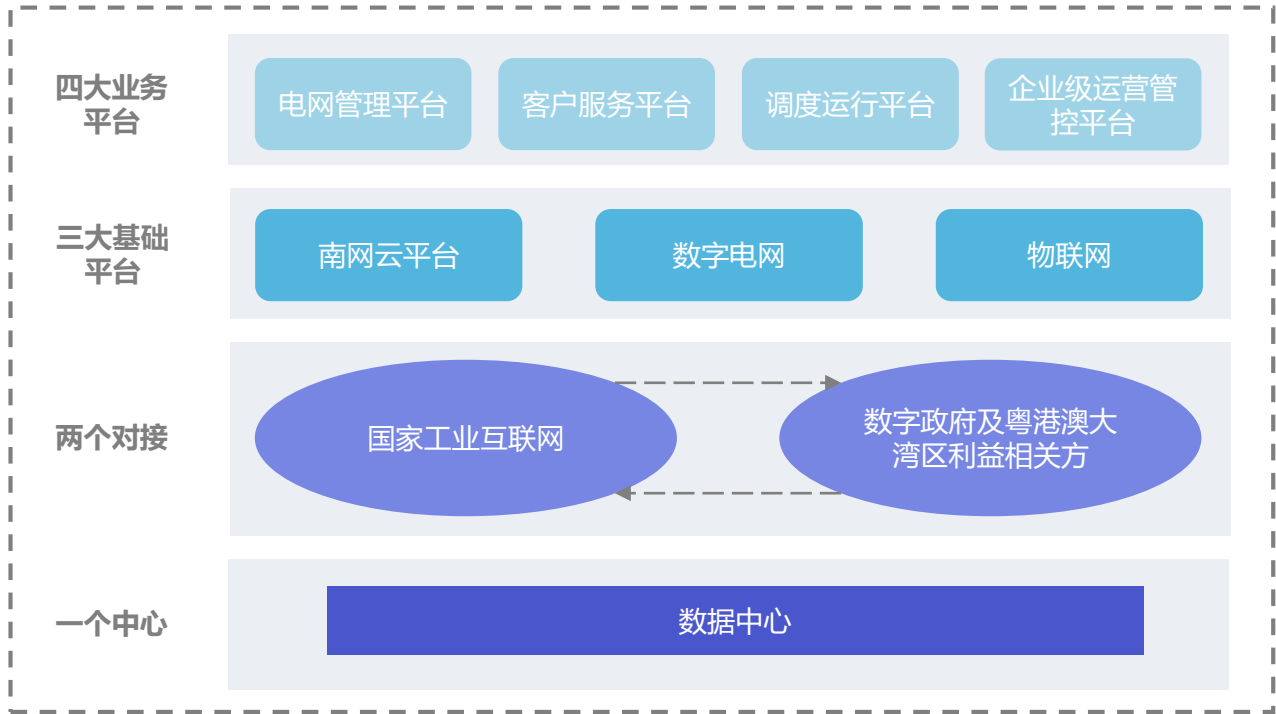 四大业务
平台
电网管理平台
客户服务平台
调度运行平台
企业级运营管
控平台
三大基础
平台
南网云平台
数字电网
物联网
两个对接
国家工业互联网
数字政府及粤港澳大
湾区利益相关方
一个中心
数据中心